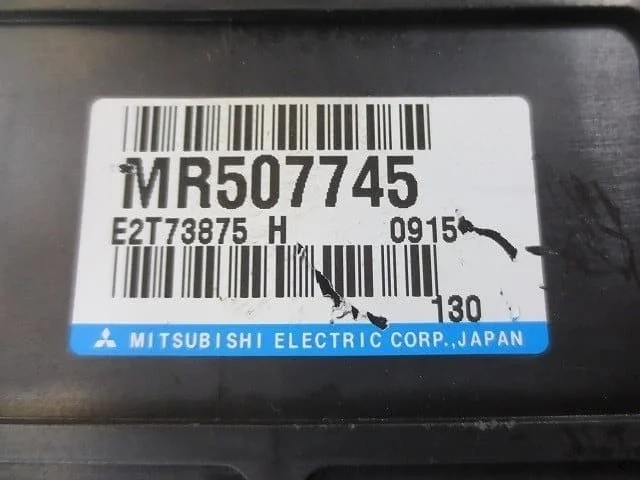 MR507745
E2T73875 H 0915
130
MITSUBISHI ELECTRIC CORP.,JAPAN